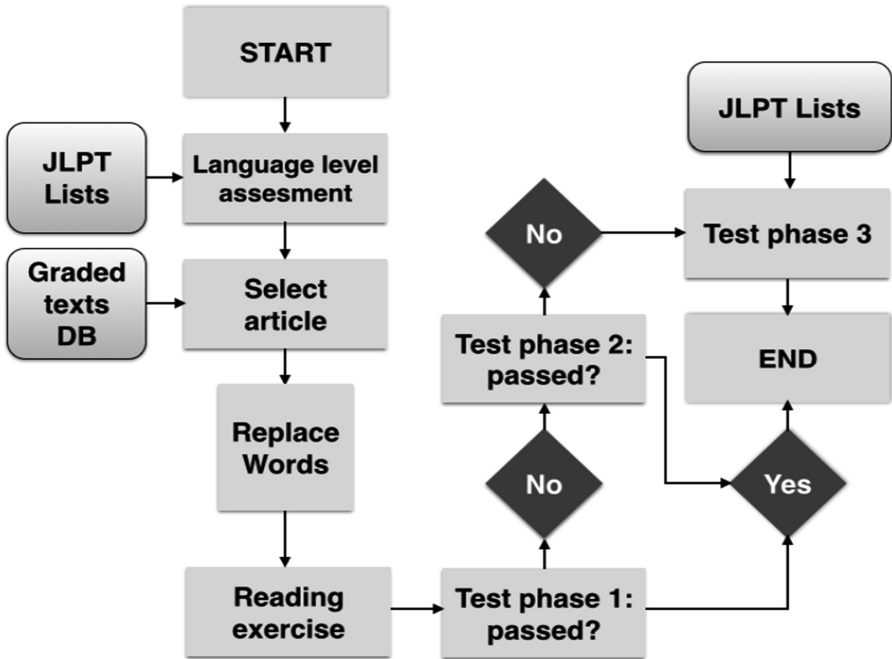 START
JLPT
Lists
Language level
assesment
Graded
texts
DB
Select
article
Replace
Words
Reading
exercise
Test phase 1:
passed?
No
Test phase 2:
passed?
No
JLPT Lists
Test phase 3
END
Yes